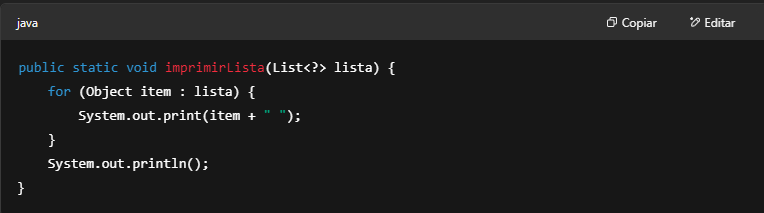 java Copiar Editar
public static void imprimirLista(List<?> lista) {
    for (Object item : lista) {
        System.out.print(item + " ");
    }
    System.out.println();
}